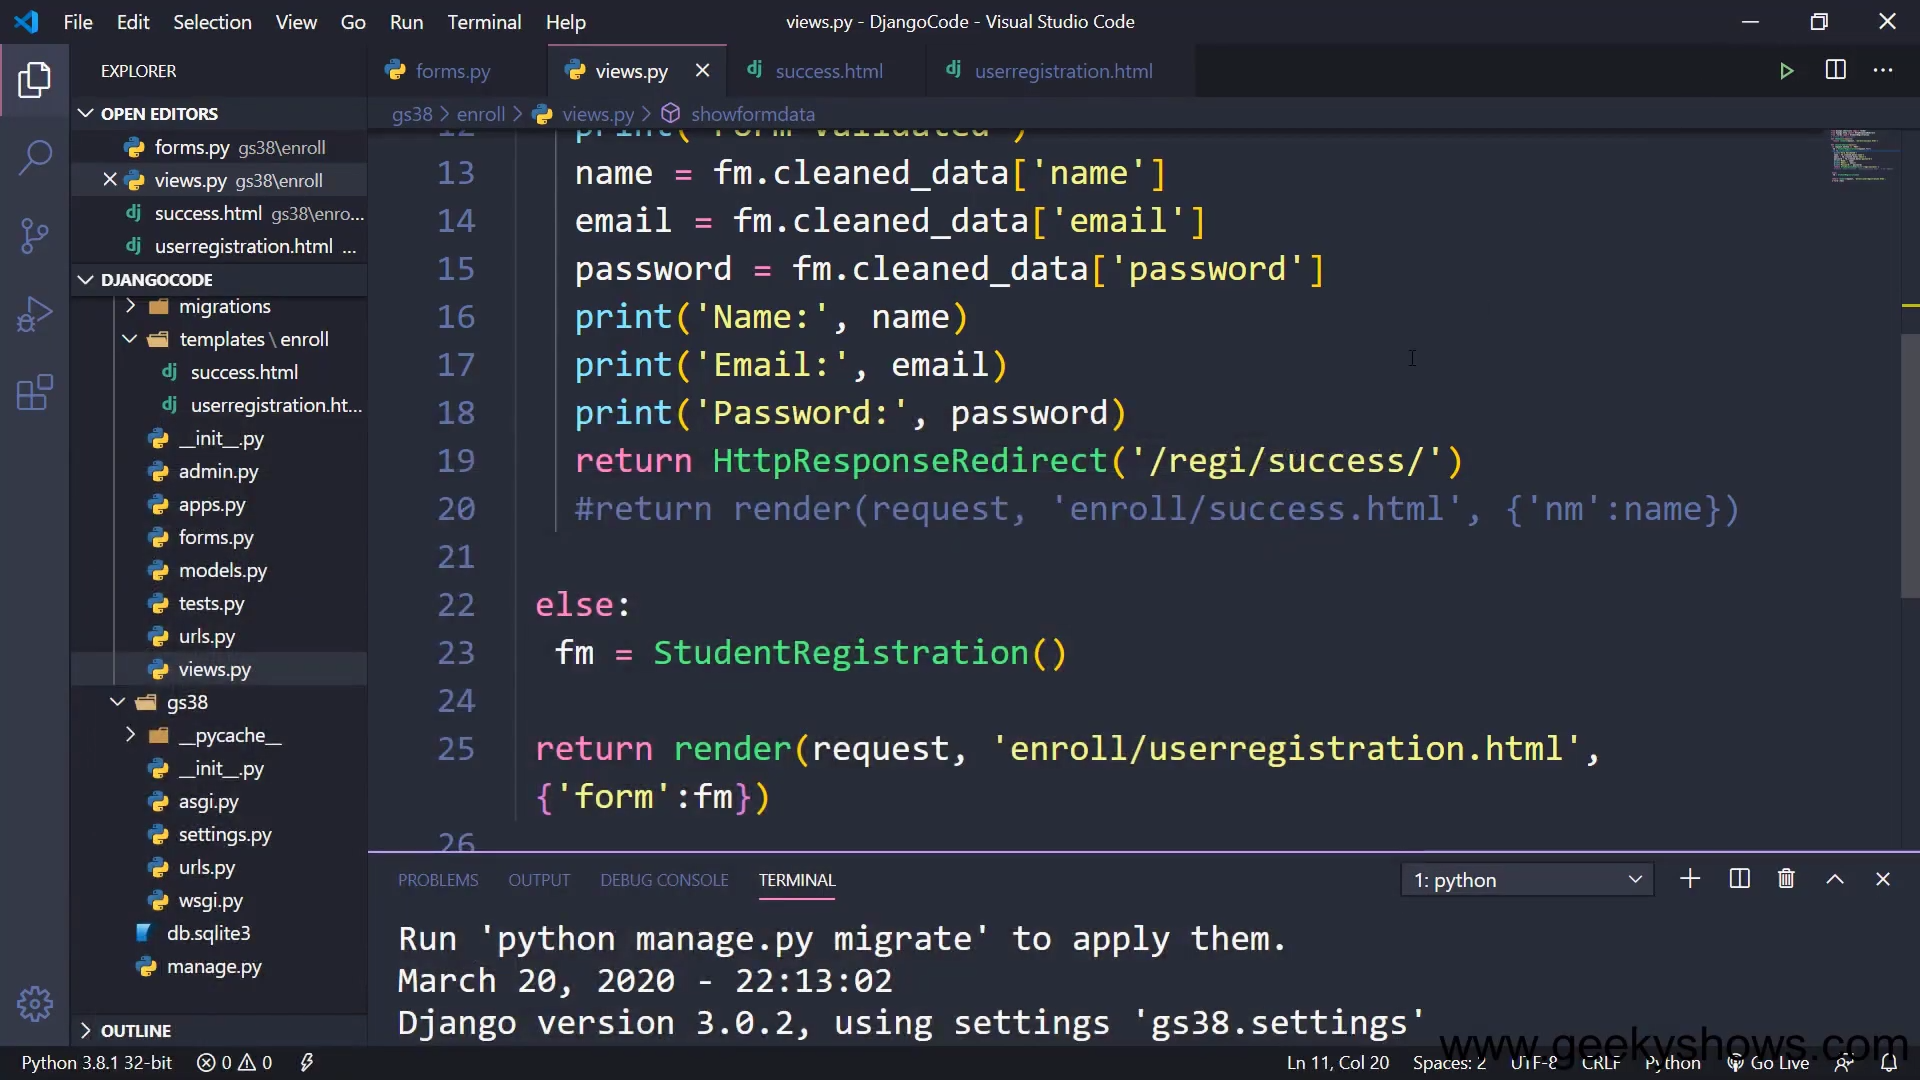 File Edit Selection View Go Run Terminal Help
views.py - DjangoCode - Visual Studio Code
EXPLORER
OPEN EDITORS
forms.py gs38\enroll
views.py gs38\enroll
success.html gs38\enro...
userregistration.html ...
DJANGOCODE
migrations
templates\enroll
success.html
userregistration.ht...
__init__.py
admin.py
apps.py
forms.py
models.py
tests.py
urls.py
views.py
gs38
__pycache__
__init__.py
asgi.py
settings.py
urls.py
wsgi.py
db.sqlite3
manage.py
OUTLINE
forms.py
views.py
success.html
userregistration.html
gs38 > enroll > views.py > showformdata
12 print('Form Validated')
13 name = fm.cleaned_data['name']
14 email = fm.cleaned_data['email']
15 password = fm.cleaned_data['password']
16 print('Name:', name)
17 print('Email:', email)
18 print('Password:', password)
19 return HttpResponseRedirect('/regi/success/')
20 #return render(request, 'enroll/success.html', {'nm':name})
21
22 else:
23 fm = StudentRegistration()
24
25 return render(request, 'enroll/userregistration.html',
{'form':fm})
26
PROBLEMS OUTPUT DEBUG CONSOLE TERMINAL
1: python
Run 'python manage.py migrate' to apply them.
March 20, 2020 - 22:13:02
Django version 3.0.2, using settings 'gs38.settings'
www.geekyshows.com
Python 3.8.1 32-bit 0 0 Ln 11, Col 20 Spaces: 2 UTF-8 CRLF Python Go Live